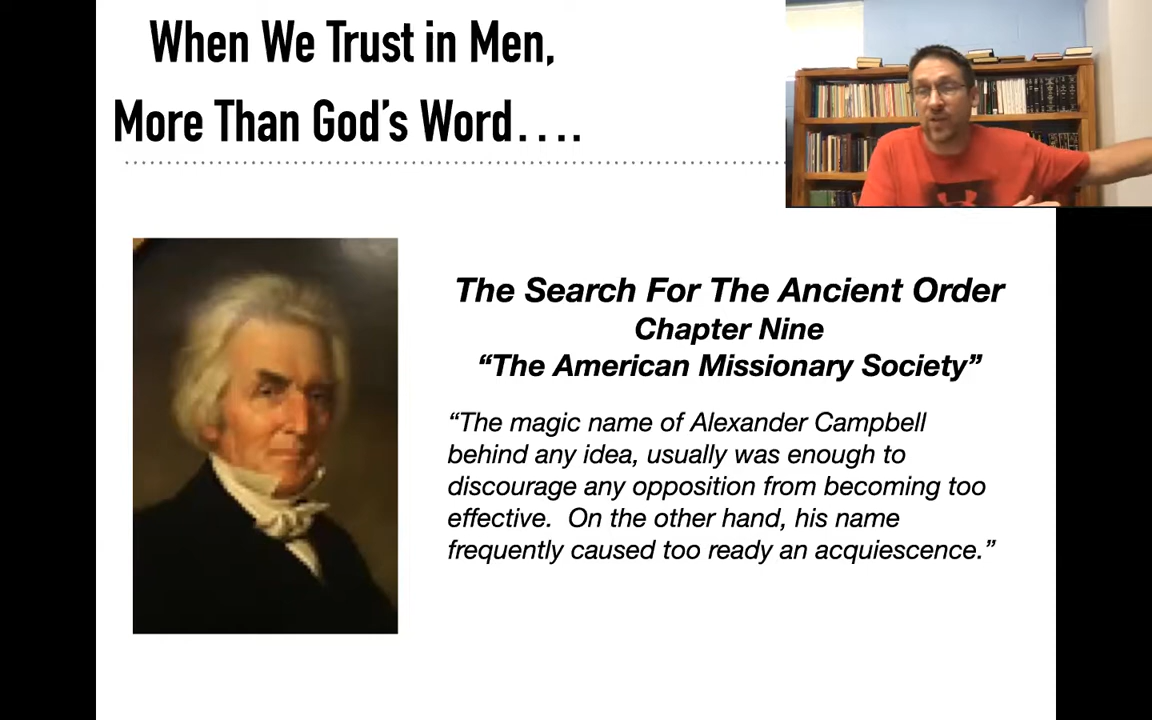 When We Trust in Men,
More Than God's Word....
The Search For The Ancient Order
Chapter Nine
“The American Missionary Society”
“The magic name of Alexander Campbell
behind any idea, usually was enough to
discourage any opposition from becoming too
effective.  On the other hand, his name
frequently caused too ready an acquiescence.”